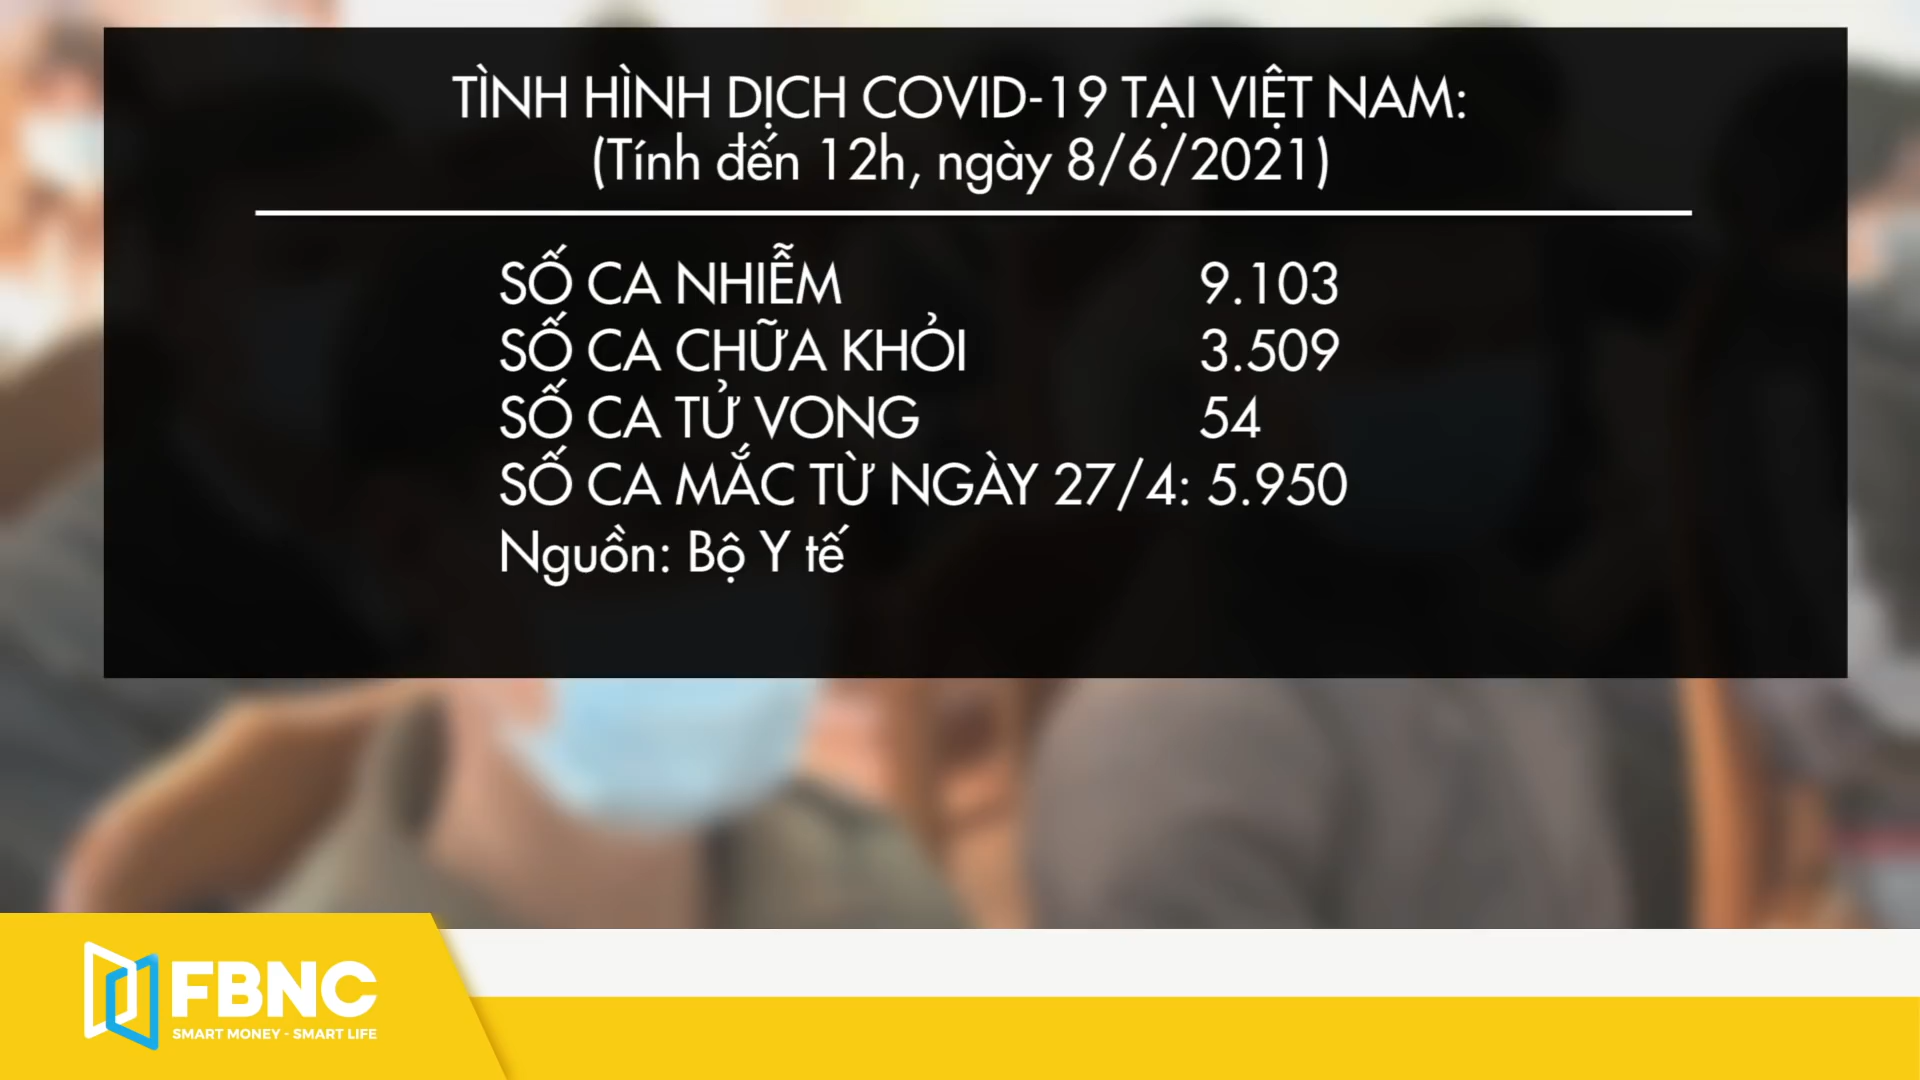 TÌNH HÌNH DỊCH COVID-19 TẠI VIỆT NAM:
(Tính đến 12h, ngày 8/6/2021)
SỐ CA NHIỄM 9.103
SỐ CA CHỮA KHỎI 3.509
SỐ CA TỬ VONG 54
SỐ CA MẮC TỪ NGÀY 27/4: 5.950
Nguồn: Bộ Y tế
FBNC
SMART MONEY - SMART LIFE